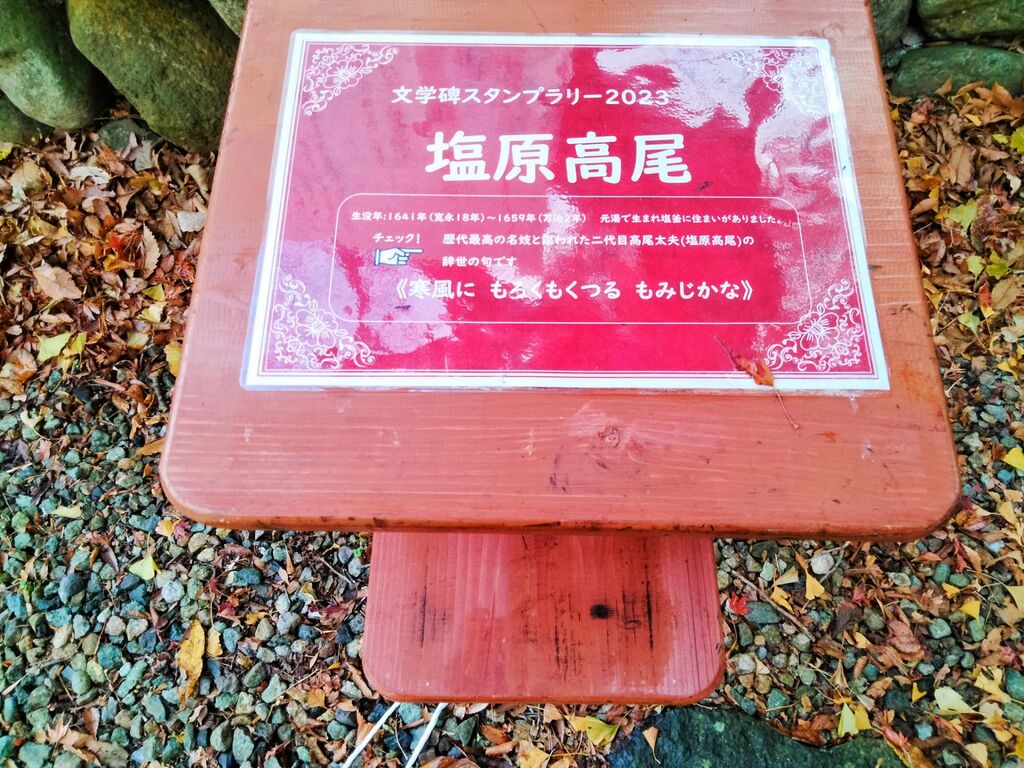 文学碑スタンプラリー2023
塩原高尾
生没年:1641年(寛永18年)~1659年(万治2年) 元湯で生まれ塩釜に住まいがありました
チェック! 歴代最高の名妓と謳われた二代目高尾太夫(塩原高尾)の
辞世の句です
《寒風に もろくもくつる もみじかな》